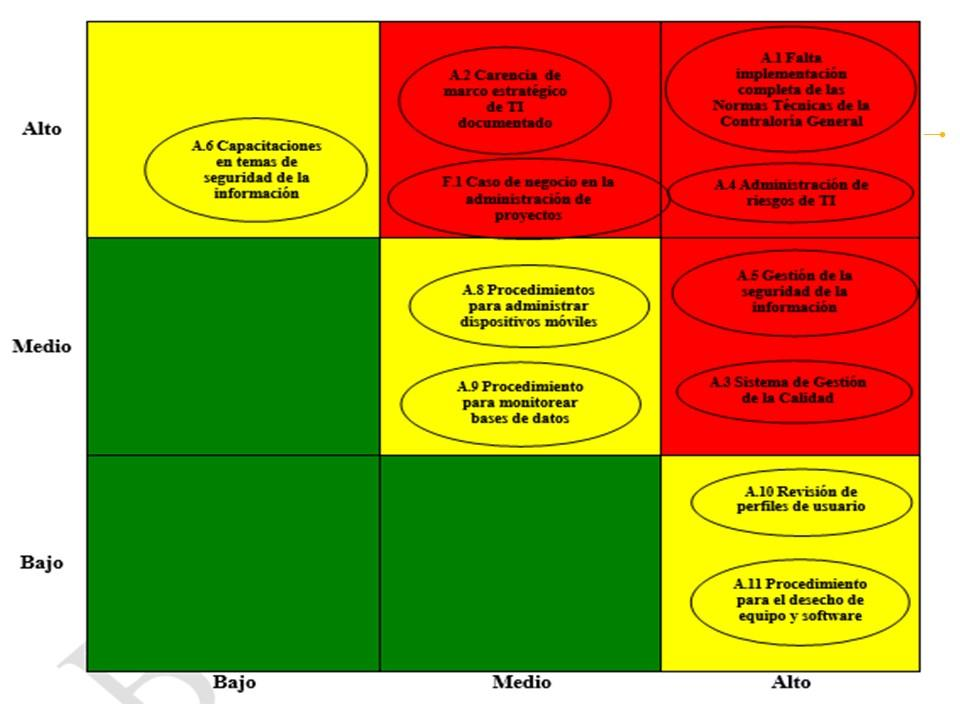 Alto
A.6 Capacitaciones
en temas de
seguridad de la
información
A.2 Carencia de
marco estratégico
de TI
documentado
F.1 Caso de negocio en la
administración de
proyectos
A.1 Falta
implementación
completa de las
Normas Técnicas de la
Contraloría General
A.4 Administración de
riesgos de TI
Medio
A.8 Procedimientos
para administrar
dispositivos móviles
A.9 Procedimiento
para monitorear
bases de datos
A.5 Gestión de la
seguridad de la
información
A.3 Sistema de Gestión
de la Calidad
Bajo
A.10 Revisión de
perfiles de usuario
A.11 Procedimiento
para el desecho de
equipo y software
Bajo
Medio
Alto